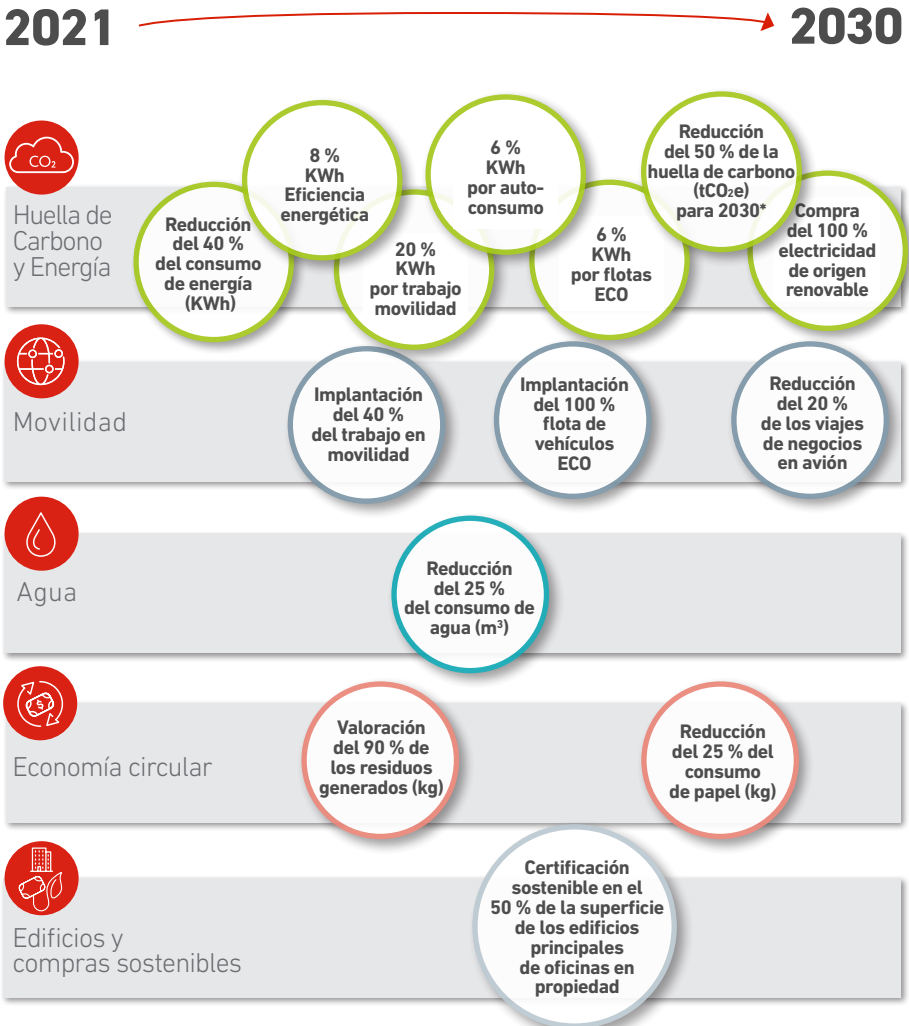 2021
2030
CO₂
Huella de
Carbono
y Energía
Reducción
del 40 %
del consumo
de energía
(KWh)
8 %
KWh
Eficiencia
energética
20 %
KWh
por trabajo
movilidad
6 %
KWh
por auto-
consumo
6 %
KWh
por flotas
ECO
Reducción
del 50 % de la
huella de carbono
(tCO₂e)
para 2030*
Compra
del 100 %
electricidad
de origen
renovable
Movilidad
Implantación
del 40 %
del trabajo en
movilidad
Implantación
del 100 %
flota de
vehículos
ECO
Reducción
del 20 %
de los viajes
de negocios
en avión
Agua
Reducción
del 25 %
del consumo de
agua (m³)
$
Economía circular
Valoración
del 90 % de
los residuos
generados (kg)
Reducción
del 25 % del
consumo
de papel (kg)
Edificios y
compras sostenibles
Certificación
sostenible en el
50 % de la superficie
de los edificios
principales
de oficinas en
propiedad